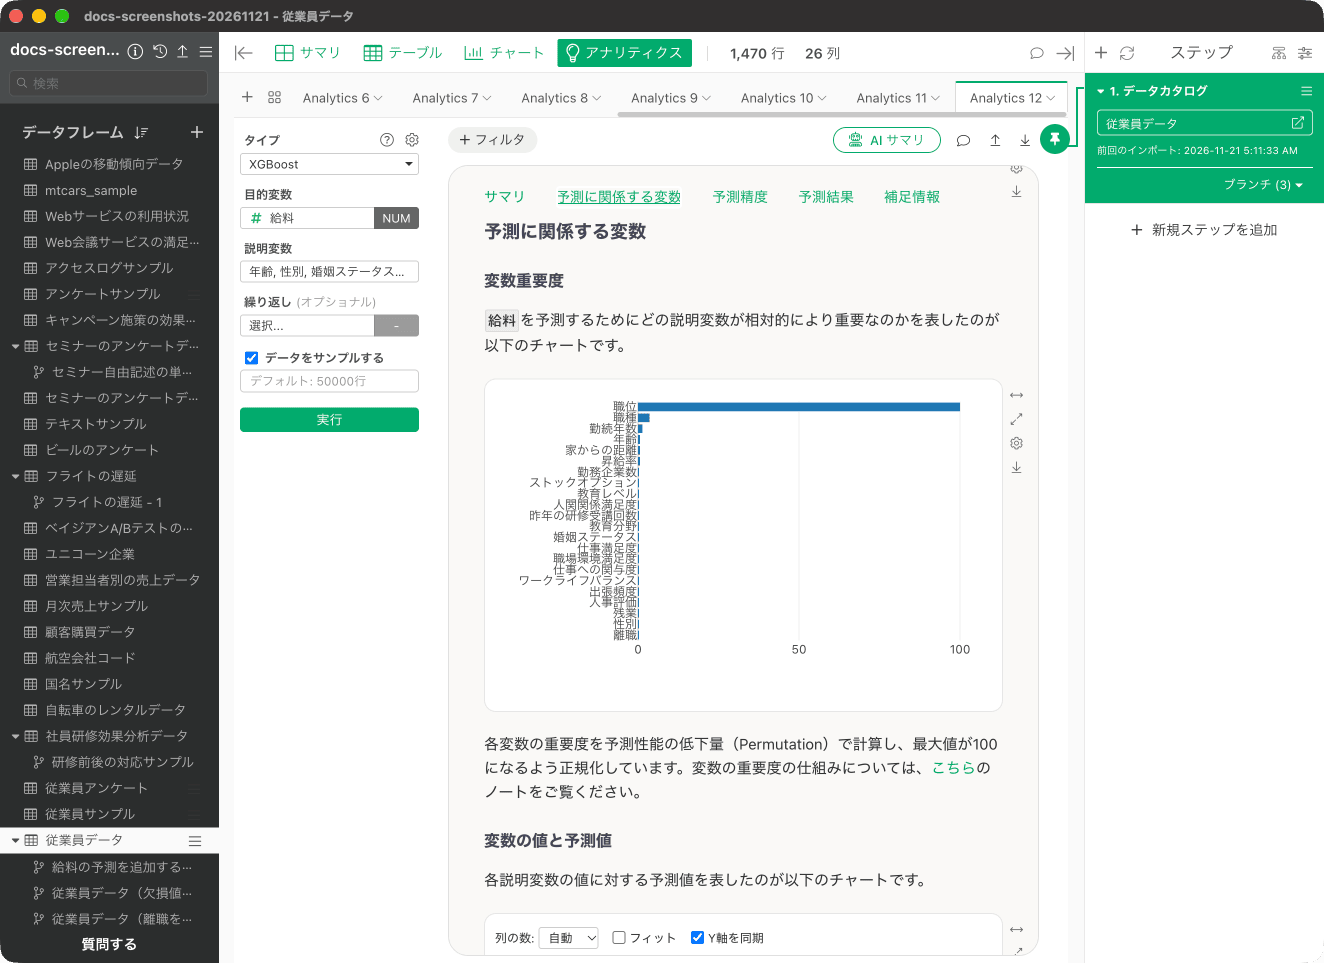 docs-screenshots-20261121 - 従業員データ
docs-screen...
検索
データフレーム
Appleの移動傾向データ
mtcars_sample
Webサービスの利用状況
Web会議サービスの満足…
アクセスログサンプル
アンケートサンプル
キャンペーン施策の効果…
セミナーのアンケートデ…
セミナー自由記述の単…
セミナーのアンケートデ…
テキストサンプル
ビールのアンケート
フライトの遅延
フライトの遅延 - 1
ベイジアンA/Bテストの…
ユニコーン企業
営業担当者別の売上データ
月次売上サンプル
顧客購買データ
航空会社コード
国名サンプル
自転車のレンタルデータ
社員研修効果分析データ
研修前後の対応サンプル
従業員アンケート
従業員サンプル
従業員データ
給料の予測を追加する…
従業員データ（欠損値…
従業員データ（離職を…
質問する
サマリ
テーブル
チャート
アナリティクス
1,470 行
26 列
Analytics 6
Analytics 7
Analytics 8
Analytics 9
Analytics 10
Analytics 11
Analytics 12
タイプ
XGBoost
目的変数
# 給料
NUM
説明変数
年齢, 性別, 婚姻ステータス...
繰り返し (オプショナル)
選択...
-
データをサンプルする
デフォルト: 50000行
実行
+ フィルタ
AI サマリ
サマリ
予測に関係する変数
予測精度
予測結果
補足情報
予測に関係する変数
変数重要度
給料を予測するためにどの説明変数が相対的により重要なのかを表したのが
以下のチャートです。
職位
職種
勤続年数
年齢
家からの距離
昇給率
勤務企業数
ストックオプション
教育レベル
人間関係満足度
昨年の研修受講回数
教育分野
婚姻ステータス
仕事満足度
職場環境満足度
仕事への関与度
ワークライフバランス
出張頻度
人事評価
残業
性別
離職
0
50
100
各変数の重要度を予測性能の低下量（Permutation）で計算し、最大値が100
になるよう正規化しています。変数の重要度の仕組みについては、こちらの
ノートをご覧ください。
変数の値と予測値
各説明変数の値に対する予測値を表したのが以下のチャートです。
列の数:
自動
フィット
Y軸を同期
ステップ
1. データカタログ
従業員データ
前回のインポート: 2026-11-21 5:11:33 AM
ブランチ (3)
+ 新規ステップを追加